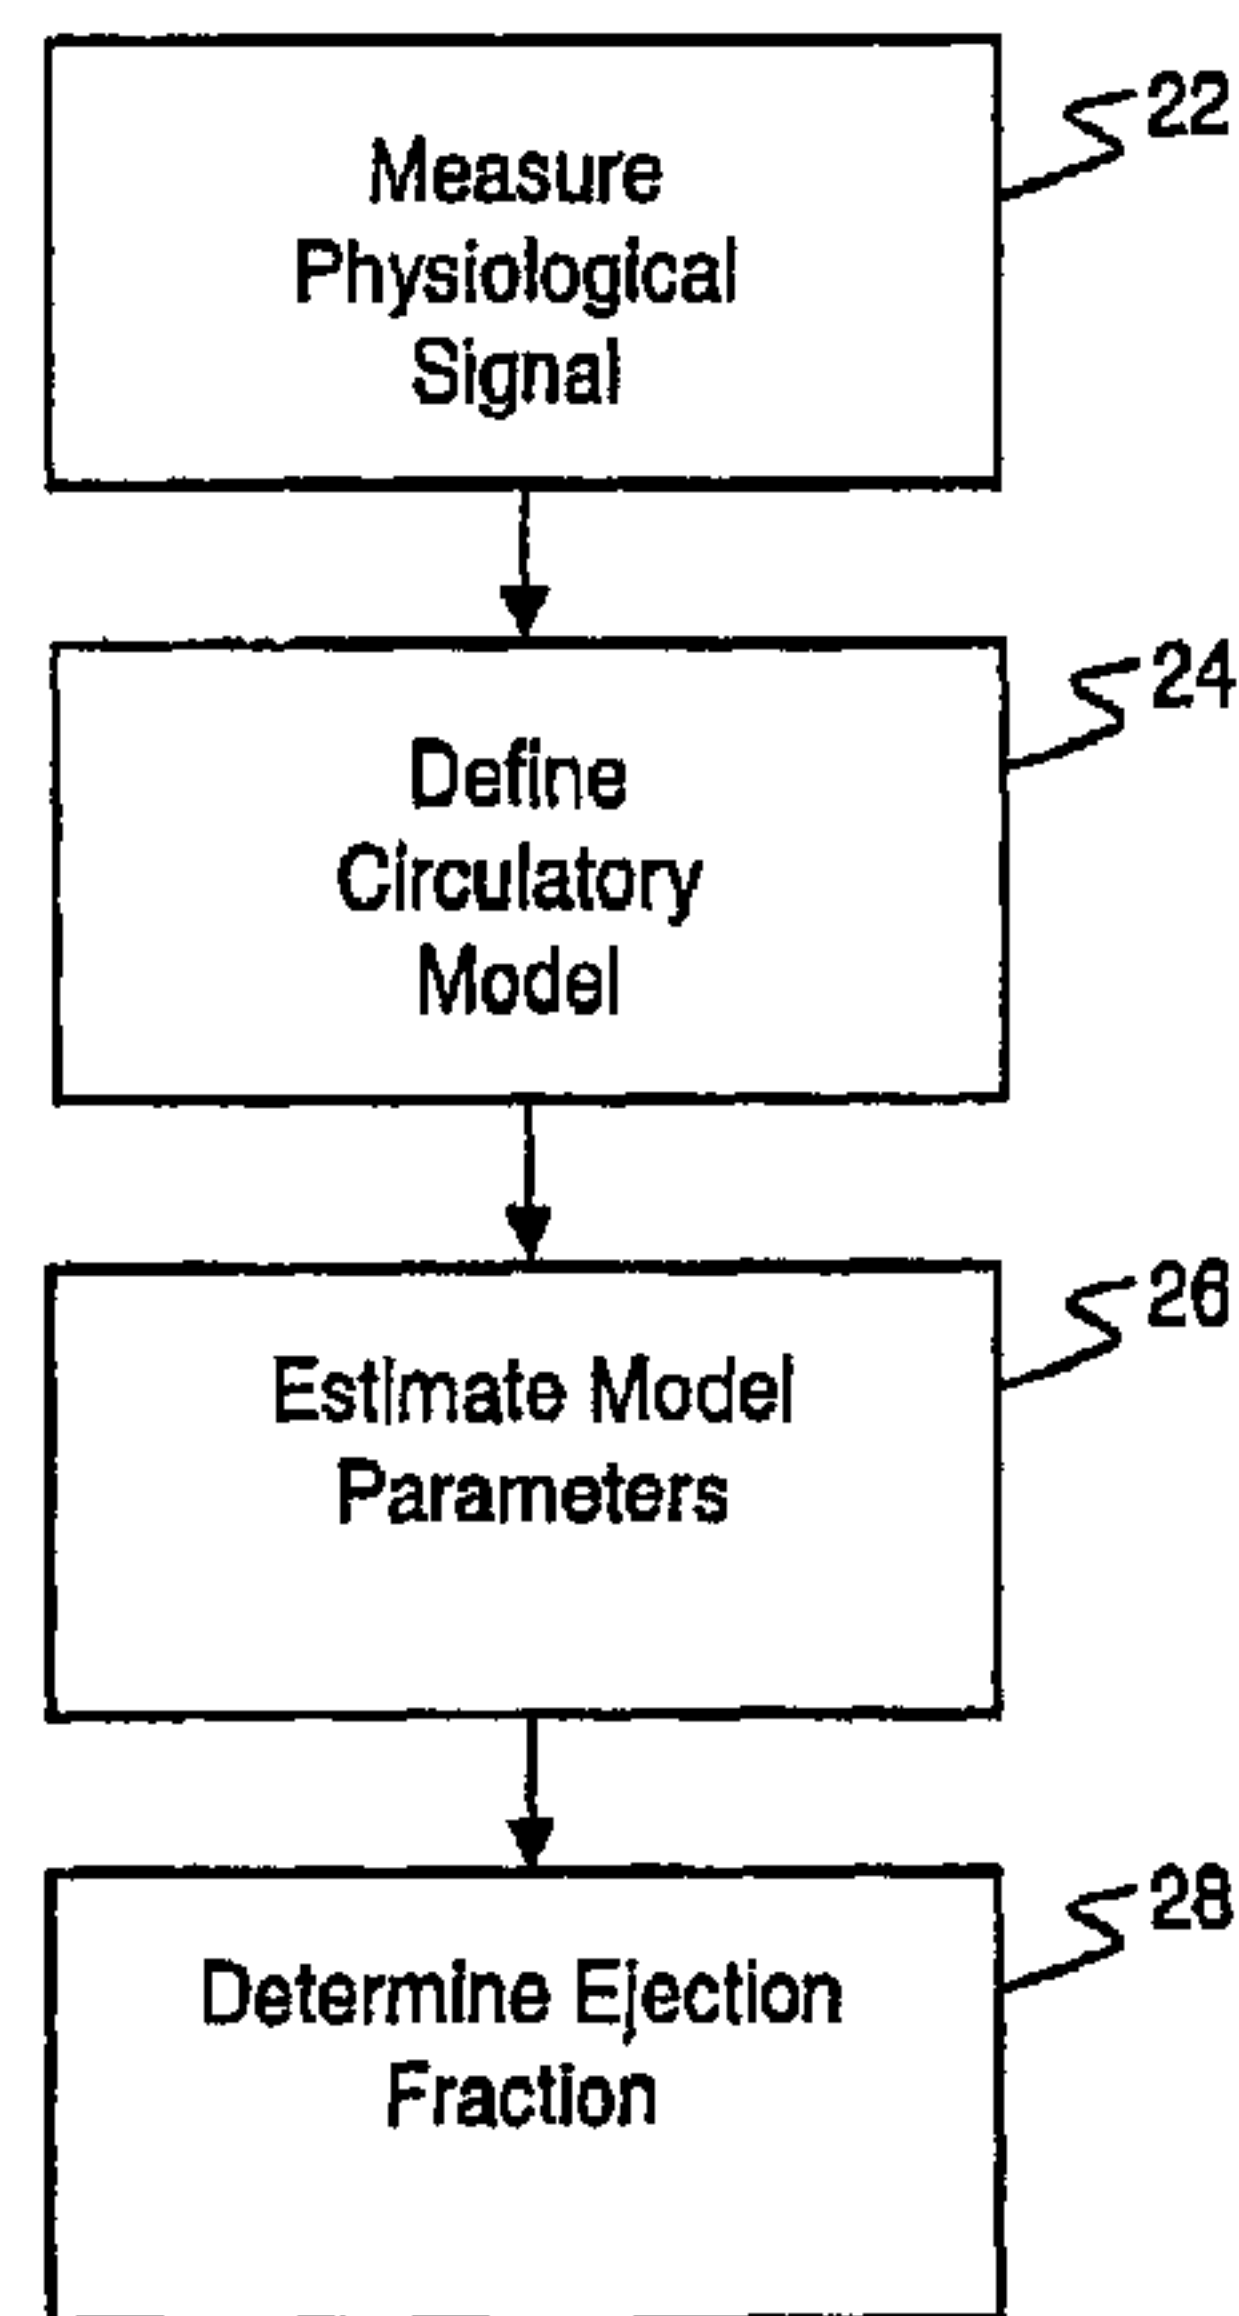 Measure
Physiological
Signal
22
Define
Circulatory
Model
24
Estimate Model
Parameters
26
Determine Ejection
Fraction
28